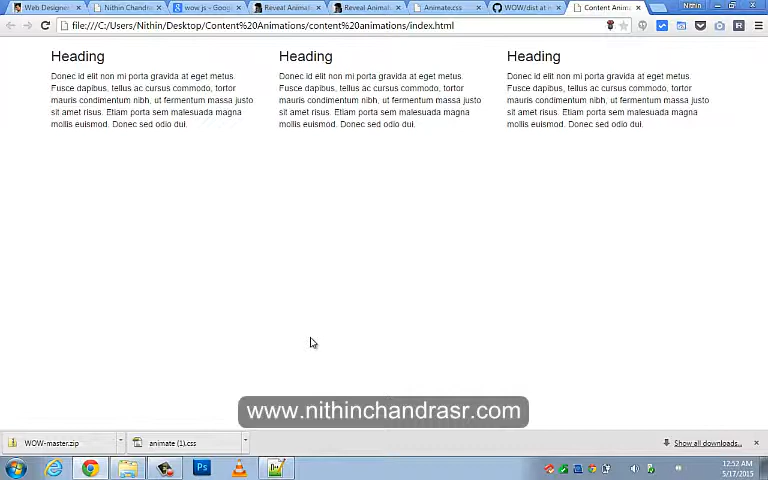 Web Designer
Nithin Chandr
wow js - Goog
Reveal Animat
Reveal Animat
Animate.css
WOW/dist at m
Content Anim
Nithin
file:///C:/Users/Nithin/Desktop/Content%20Animations/content%20animations/index.html
Heading
Donec id elit non mi porta gravida at eget metus.
Fusce dapibus, tellus ac cursus commodo, tortor
mauris condimentum nibh, ut fermentum massa justo
sit amet risus. Etiam porta sem malesuada magna
mollis euismod. Donec sed odio dui.
Heading
Donec id elit non mi porta gravida at eget metus.
Fusce dapibus, tellus ac cursus commodo, tortor
mauris condimentum nibh, ut fermentum massa justo
sit amet risus. Etiam porta sem malesuada magna
mollis euismod. Donec sed odio dui.
Heading
Donec id elit non mi porta gravida at eget metus.
Fusce dapibus, tellus ac cursus commodo, tortor
mauris condimentum nibh, ut fermentum massa justo
sit amet risus. Etiam porta sem malesuada magna
mollis euismod. Donec sed odio dui.
www.nithinchandrasr.com
WOW-master.zip
animate (1).css
Show all downloads...
Ps
12:52 AM
5/17/2015